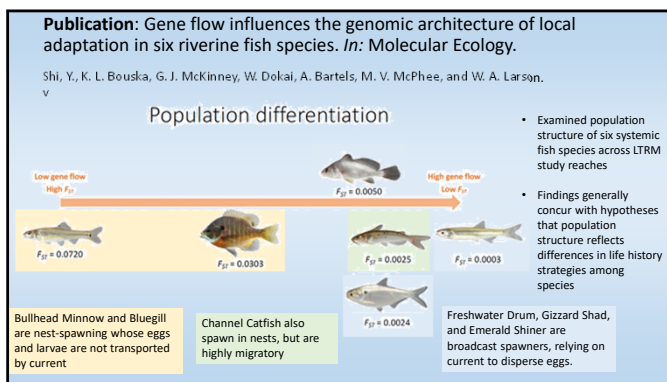 Publication: Gene flow influences the genomic architecture of local
adaptation in six riverine fish species. In: Molecular Ecology.
Shi, Y., K. L. Bouska, G. J. McKinney, W. Dokai, A. Bartels, M. V. McPhee, and W. A. Larson.
v
Population differentiation
Low gene flow
High FST
High gene flow
Low FST
FST = 0.0050
FST = 0.0720
FST = 0.0303
FST = 0.0025
FST = 0.0003
FST = 0.0024
• Examined population
structure of six systemic
fish species across LTRM
study reaches
• Findings generally
concur with hypotheses
that population
structure reflects
differences in life history
strategies among
species
Bullhead Minnow and Bluegill
are nest-spawning whose eggs
and larvae are not transported
by current
Channel Catfish also
spawn in nests, but are
highly migratory
Freshwater Drum, Gizzard Shad,
and Emerald Shiner are
broadcast spawners, relying on
current to disperse eggs.